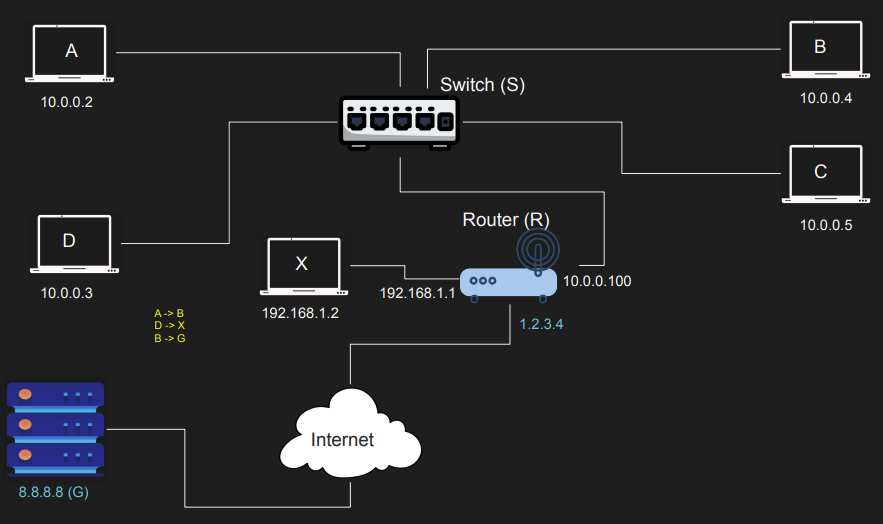 A
10.0.0.2
B
10.0.0.4
Switch (S)
C
10.0.0.5
D
10.0.0.3
Router (R)
X
192.168.1.2
192.168.1.1
10.0.0.100
1.2.3.4
A -> B
D -> X
B -> G
Internet
8.8.8.8 (G)